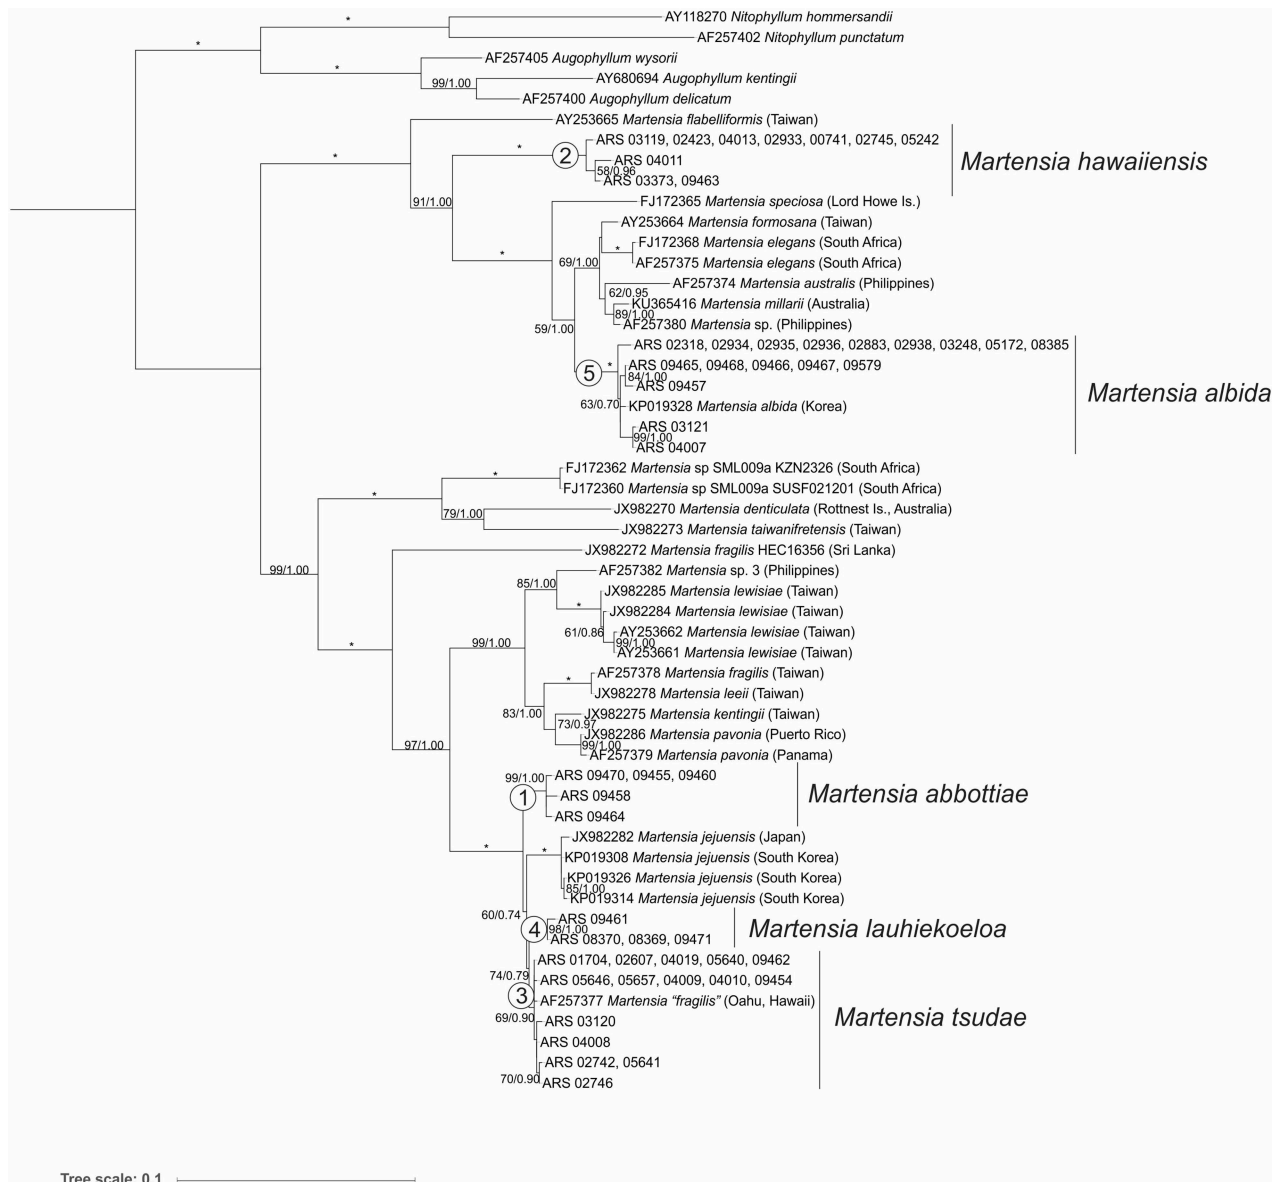 AY118270 Nitophyllum hommersandii
*
AF257402 Nitophyllum punctatum
*
AF257405 Augophyllum wysorii
*
AY680694 Augophyllum kentingii
99/1.00
AF257400 Augophyllum delicatum
AY253665 Martensia flabelliformis (Taiwan)
ARS 03119, 02423, 04013, 02933, 00741, 02745, 05242
*
*
2
ARS 04011
Martensia hawaiiensis
58/0.96
ARS 03373, 09463
91/1.00
FJ172365 Martensia speciosa (Lord Howe Is.)
AY253664 Martensia formosana (Taiwan)
FJ172368 Martensia elegans (South Africa)
*
*
69/1.00
AF257375 Martensia elegans (South Africa)
AF257374 Martensia australis (Philippines)
62/0.95
KU365416 Martensia millarii (Australia)
89/1.00
AF257380 Martensia sp. (Philippines)
59/1.00
ARS 02318, 02934, 02935, 02936, 02883, 02938, 03248, 05172, 08385
ARS 09465, 09468, 09466, 09467, 09579
*
5
84/1.00
ARS 09457
Martensia albida
63/0.70
KP019328 Martensia albida (Korea)
ARS 03121
99/1.00
ARS 04007
FJ172362 Martensia sp SML009a KZN2326 (South Africa)
*
FJ172360 Martensia sp SML009a SUSF021201 (South Africa)
*
JX982270 Martensia denticulata (Rottnest Is., Australia)
79/1.00
JX982273 Martensia taiwanifretensis (Taiwan)
JX982272 Martensia fragilis HEC16356 (Sri Lanka)
99/1.00
AF257382 Martensia sp. 3 (Philippines)
85/1.00
JX982285 Martensia lewisiae (Taiwan)
*
JX982284 Martensia lewisiae (Taiwan)
61/0.86
AY253662 Martensia lewisiae (Taiwan)
99/1.00
99/1.00
*
AY253661 Martensia lewisiae (Taiwan)
AF257378 Martensia fragilis (Taiwan)
*
JX982278 Martensia leeii (Taiwan)
83/1.00
JX982275 Martensia kentingii (Taiwan)
73/0.97
JX982286 Martensia pavonia (Puerto Rico)
97/1.00
99/1.00
AF257379 Martensia pavonia (Panama)
99/1.00
ARS 09470, 09455, 09460
1
ARS 09458
Martensia abbottiae
ARS 09464
JX982282 Martensia jejuensis (Japan)
*
*
KP019308 Martensia jejuensis (South Korea)
KP019326 Martensia jejuensis (South Korea)
85/1.00
KP019314 Martensia jejuensis (South Korea)
60/0.74
ARS 09461
4
98/1.00
Martensia lauhiekoeloa
ARS 08370, 08369, 09471
ARS 01704, 02607, 04019, 05640, 09462
74/0.79
ARS 05646, 05657, 04009, 04010, 09454
3
AF257377 Martensia “fragilis” (Oahu, Hawaii)
69/0.90
ARS 03120
Martensia tsudae
ARS 04008
ARS 02742, 05641
70/0.90
ARS 02746
Tree scale: 0.1